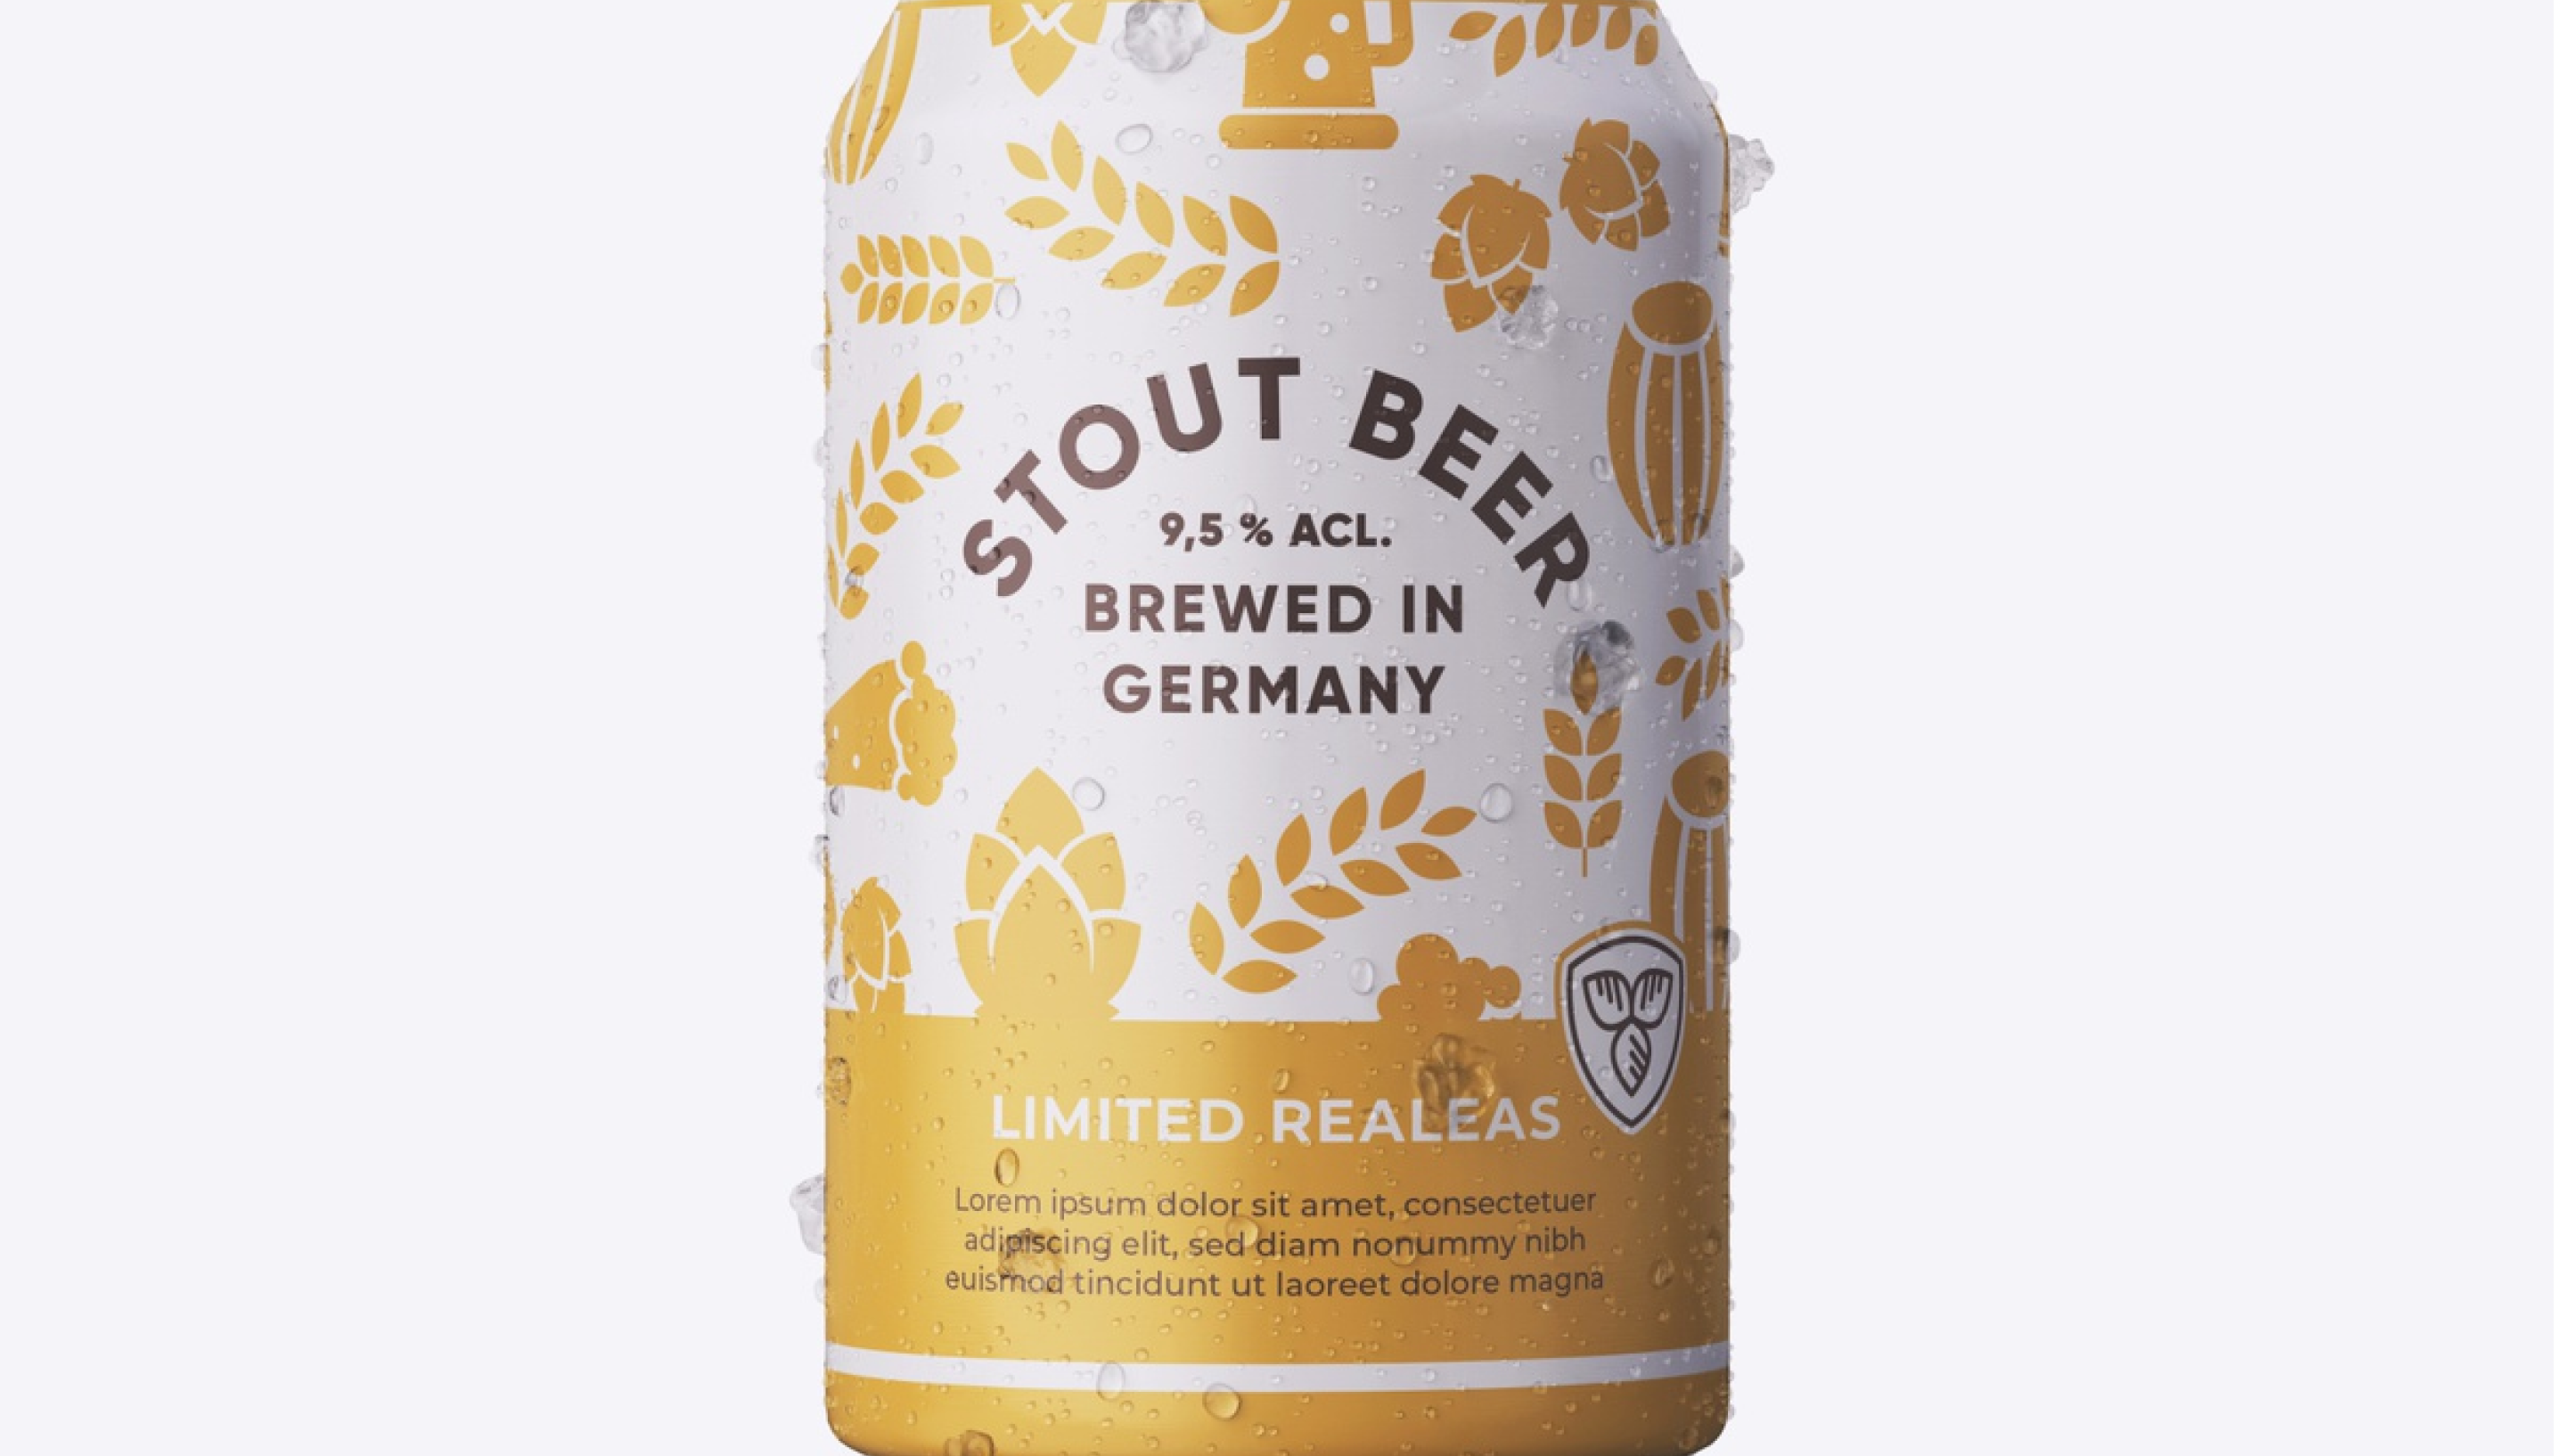 STOUT BEER
9,5 % ACL.
BREWED IN
GERMANY
LIMITED REALEAS
Lorem ipsum dolor sit amet, consectetuer
adipiscing elit, sed diam nonummy nibh
euismod tincidunt ut laoreet dolore magna